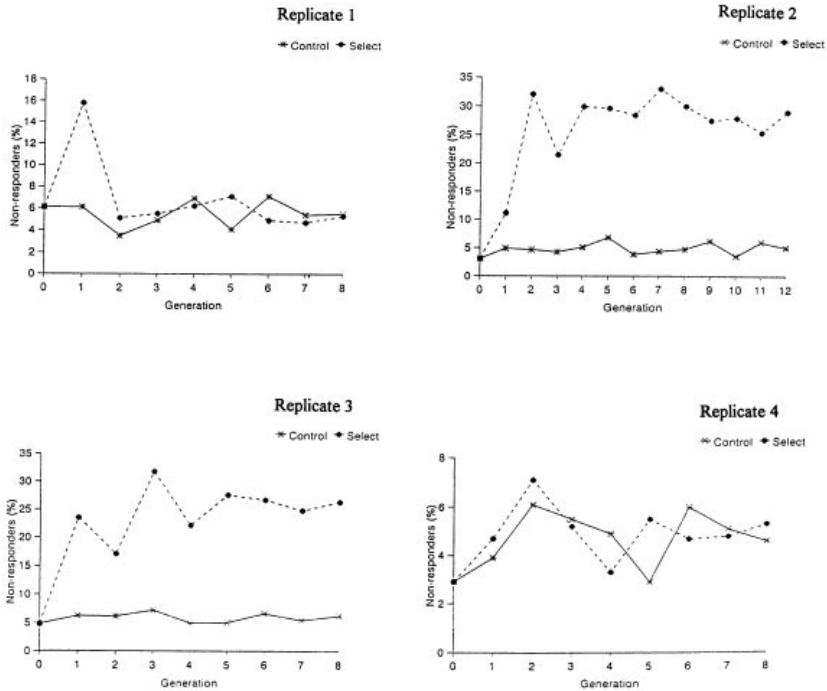 Replicate 1
Control Select
18
16
14
12
10
8
6
4
2
0
Non-responders (%)
0 1 2 3 4 5 6 7 8
Generation
Replicate 2
Control Select
35
30
25
20
15
10
5
0
Non-responders (%)
0 1 2 3 4 5 6 7 8 9 10 11 12
Generation
Replicate 3
Control Select
35
30
25
20
15
10
5
0
Non-responders (%)
0 1 2 3 4 5 6 7 8
Generation
Replicate 4
Control Select
8
6
4
2
0
Non-responders (%)
0 1 2 3 4 5 6 7 8
Generation